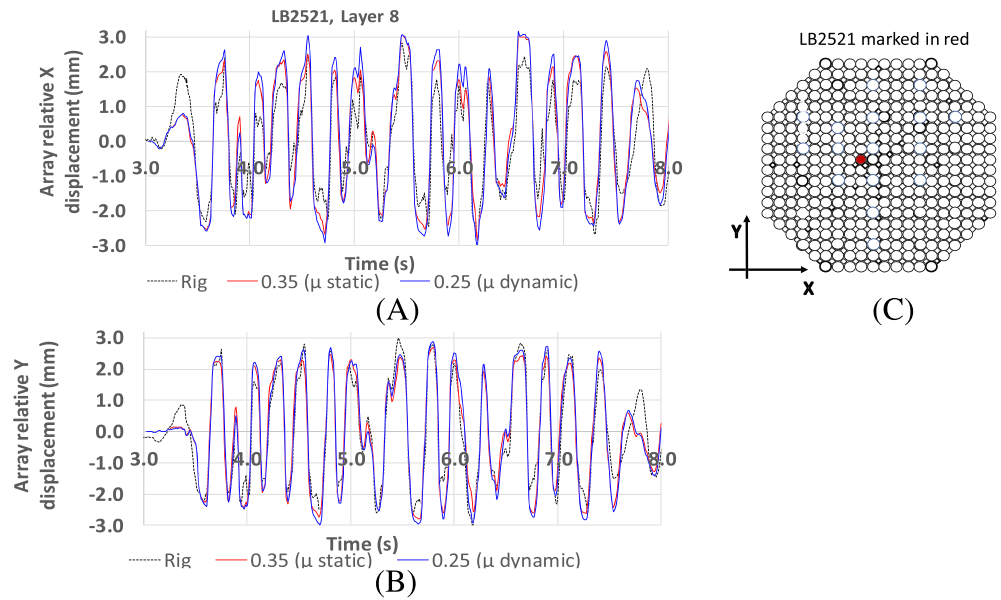 LB2521, Layer 8
Array relative X
displacement (mm)
3.0
2.0
1.0
0.0
-1.0
-2.0
-3.0
3.0 4.0 5.0 6.0 7.0 8.0
Time (s)
Rig 0.35 (μ static) 0.25 (μ dynamic)
(A)
LB2521 marked in red
Y
X
(C)
Array relative Y
displacement (mm)
3.0
2.0
1.0
0.0
-1.0
-2.0
-3.0
3.0 4.0 5.0 6.0 7.0 8.0
Time (s)
Rig 0.35 (μ static) 0.25 (μ dynamic)
(B)